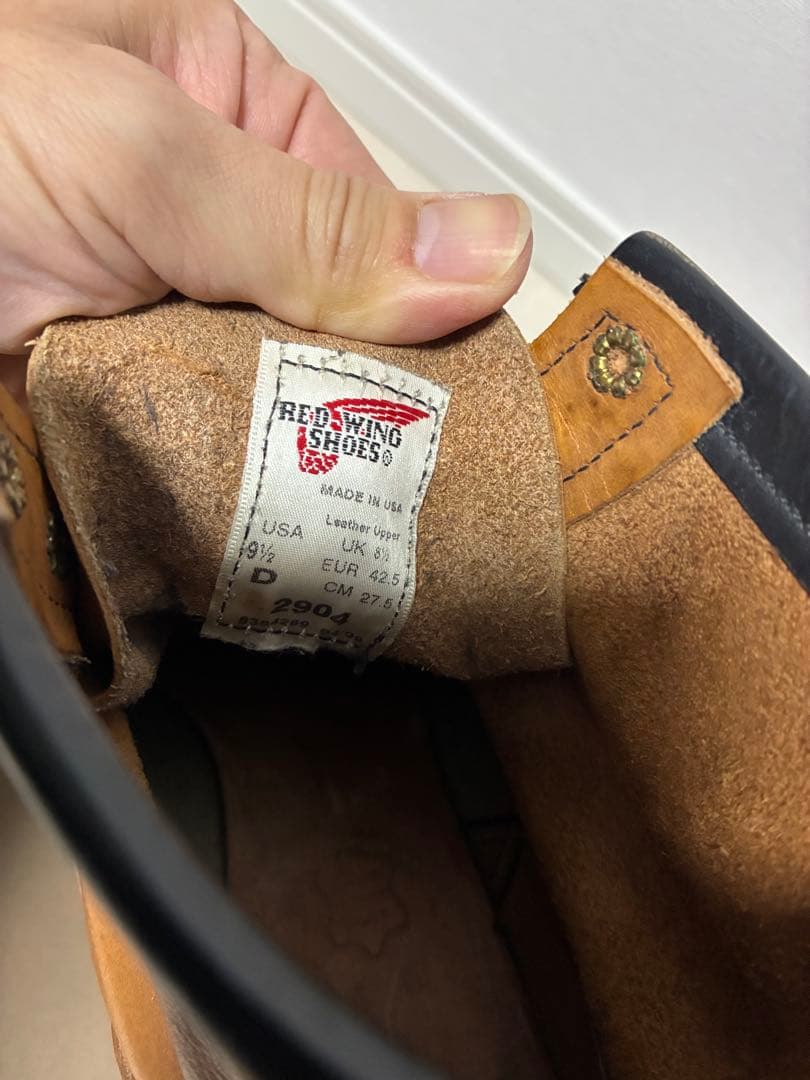 RED WING
SHOES®
MADE IN USA
Leather Upper
USA UK 8½
9½ EUR 42.5
D CM 27.5
2904